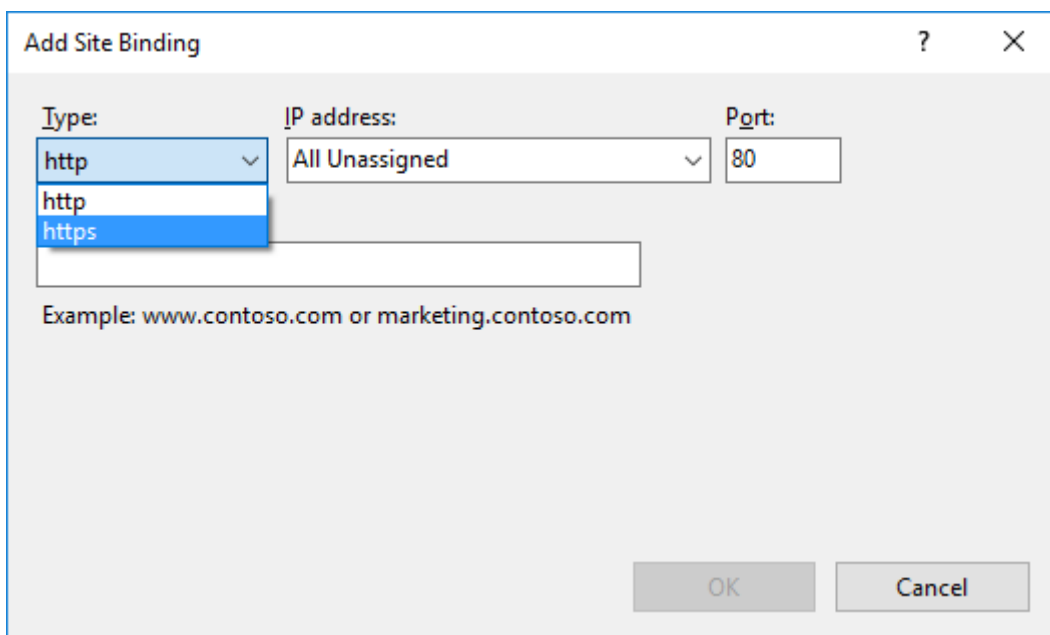 Add Site Binding
?
Type: IP address: Port:
http All Unassigned 80
http
https
Example: www.contoso.com or marketing.contoso.com
OK Cancel